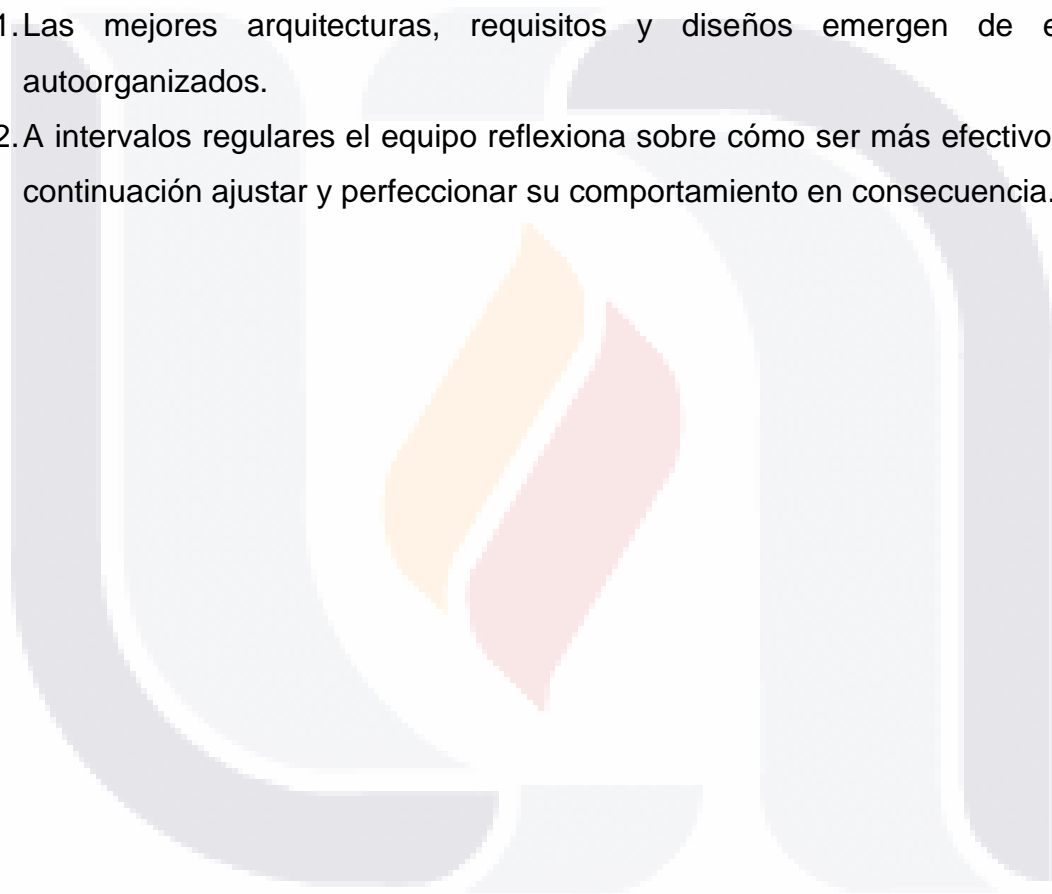 1. Las mejores arquitecturas, requisitos y diseños emergen de e
autoorganizados.
2. A intervalos regulares el equipo reflexiona sobre cómo ser más efectivo
continuación ajustar y perfeccionar su comportamiento en consecuencia.